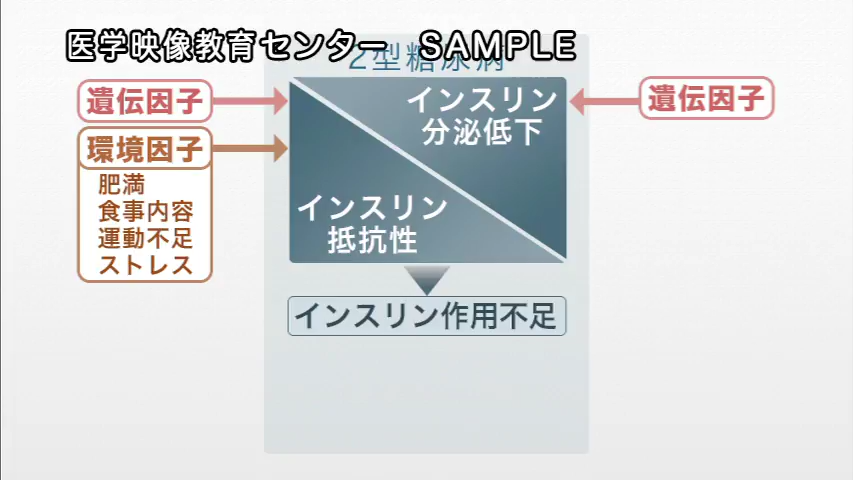 医学映像教育センター　SAMPLE
2型糖尿病
遺伝因子
環境因子
肥満
食事内容
運動不足
ストレス
インスリン
分泌低下
インスリン
抵抗性
遺伝因子
インスリン作用不足